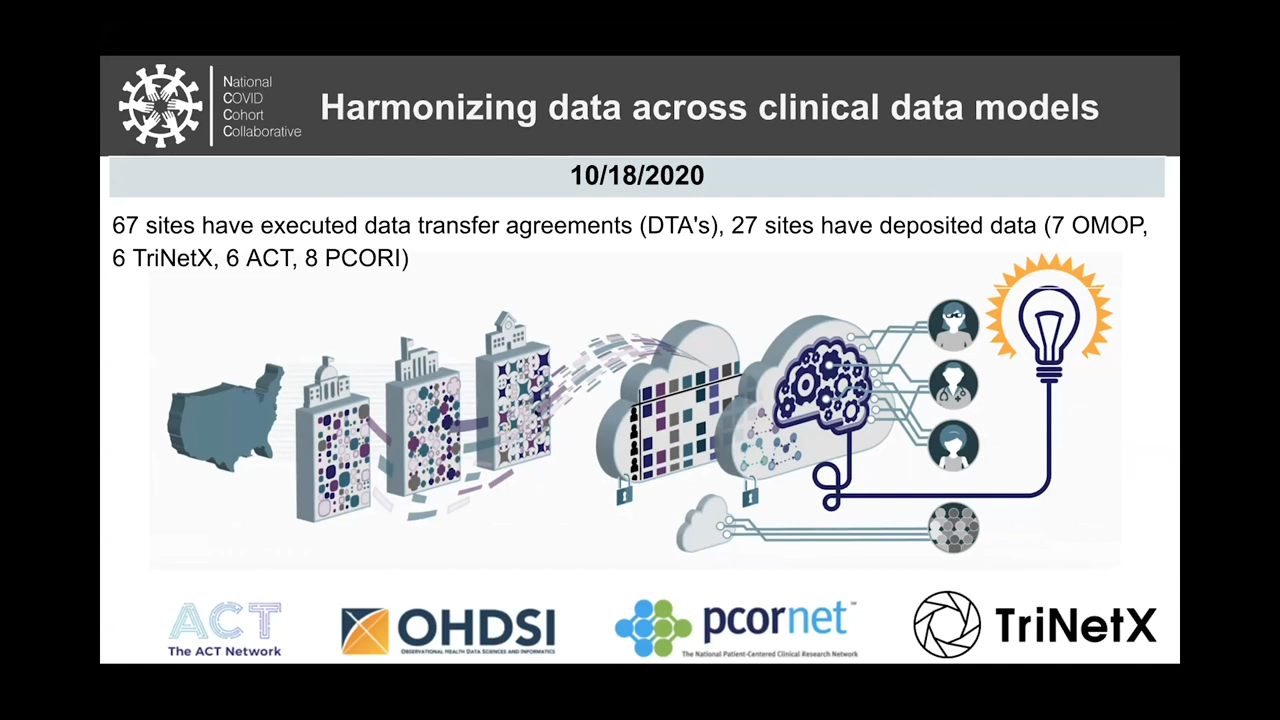 National
COVID
Cohort
Collaborative
Harmonizing data across clinical data models
10/18/2020
67 sites have executed data transfer agreements (DTA's), 27 sites have deposited data (7 OMOP,
6 TriNetX, 6 ACT, 8 PCORI)
ACT
The ACT Network
OHDSI
OBSERVATIONAL HEALTH DATA SCIENCES AND INFORMATICS
pcornet℠
The National Patient-Centered Clinical Research Network
TriNetX